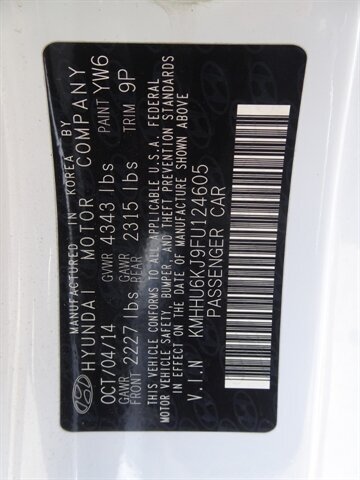 MANUFACTURED IN KOREA BY
HYUNDAI MOTOR COMPANY
OCT/04/14 GVWR 4343 lbs PAINT YW6
GAWR FRONT 2227lbs GAWR REAR 2315 lbs TRIM 9P
THIS VEHICLE CONFORMS TO ALL APPLICABLE U.S.A. FEDERAL
MOTOR VEHICLE SAFETY, BUMPER, AND THEFT PREVENTION STANDARDS
IN EFFECT ON THE DATE OF MANUFACTURE SHOWN ABOVE
V.I.N KMHHU6KJ9FU124605
PASSENGER CAR